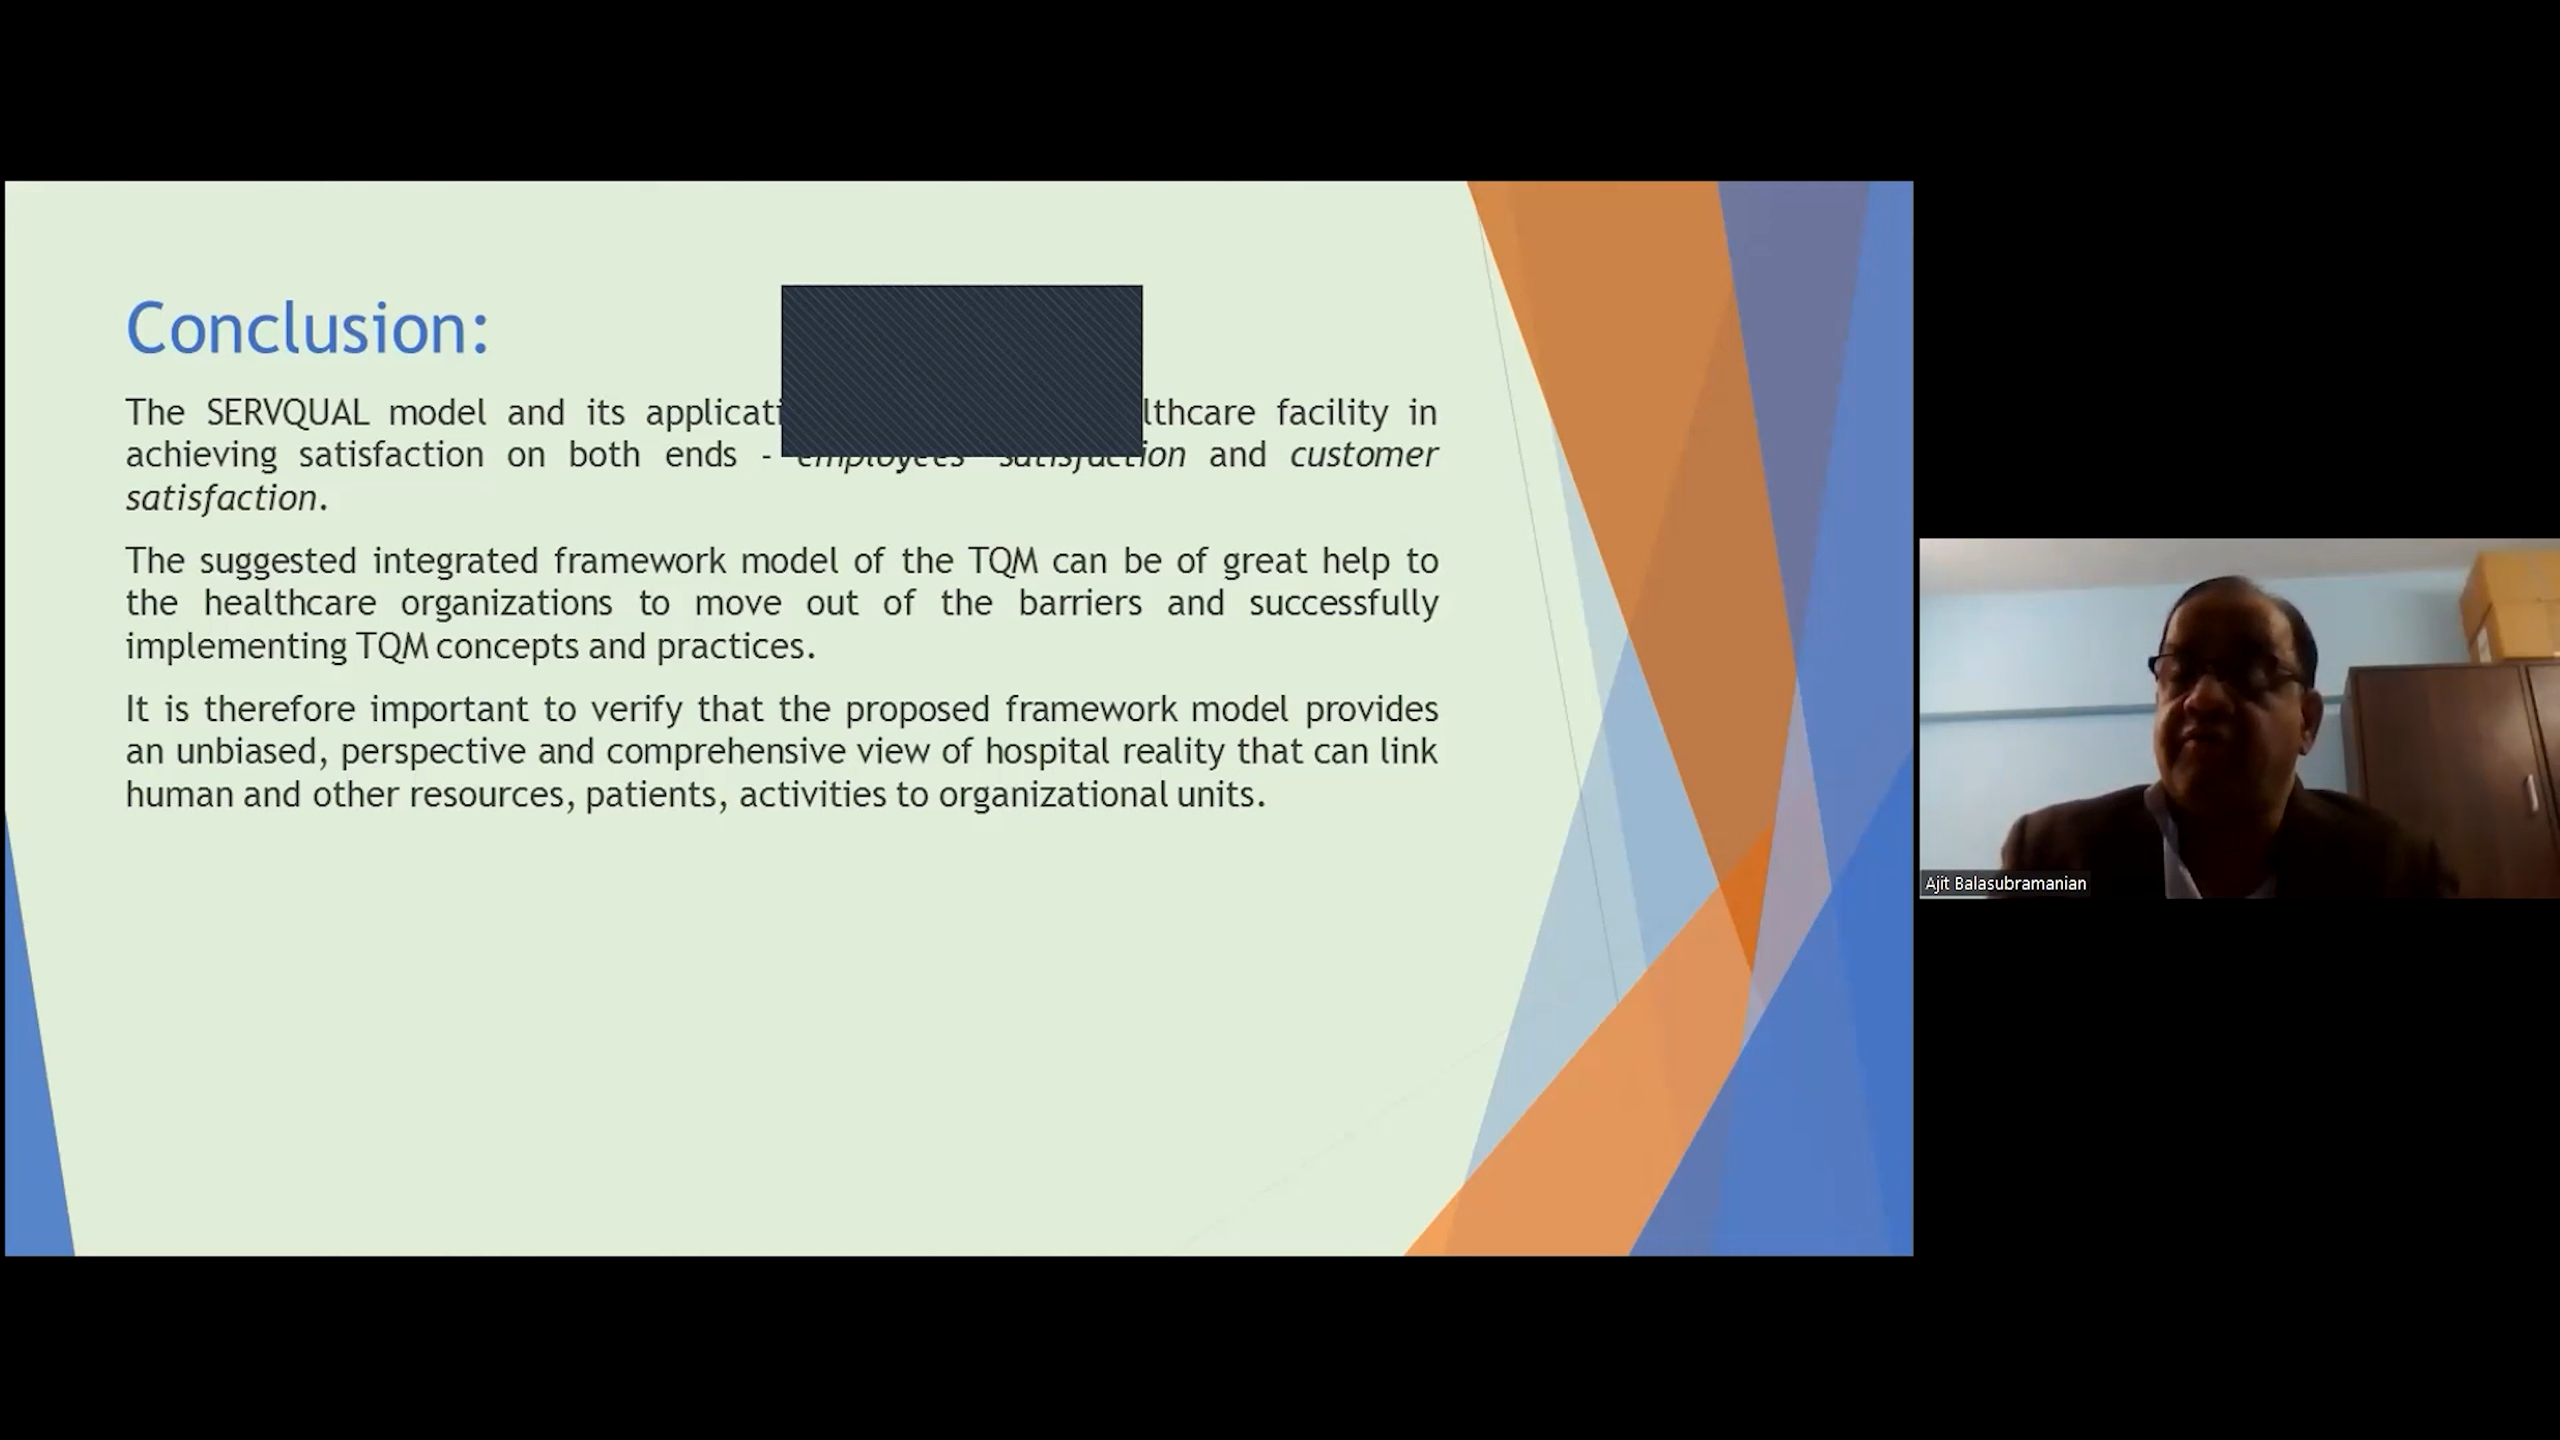 Conclusion:
The SERVQUAL model and its facility in
achieving satisfaction on both ends - employees' satisfaction and customer
satisfaction.
The suggested integrated framework model of the TQM can be of great help to
the healthcare organizations to move out of the barriers and successfully
implementing TQM concepts and practices.
It is therefore important to verify that the proposed framework model provides
an unbiased, perspective and comprehensive view of hospital reality that can link
human and other resources, patients, activities to organizational units.
Ajit Balasubramanian